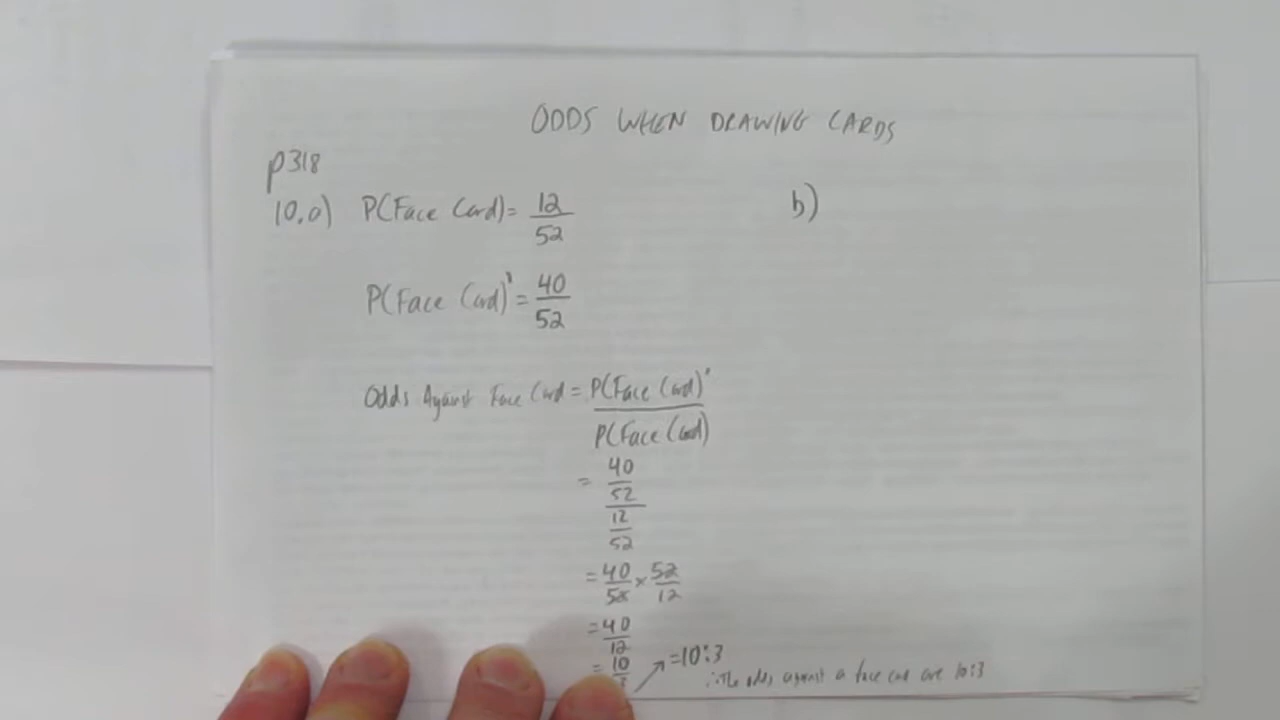 ODDS WHEN DRAWING CARDS
p318
10.a) P(Face Card) = 12/52
b)
P(Face Card)' = 40/52
Odds Against Face Card = P(Face Card)'/P(Face Card)
= 40/52/12/52
= 40/52 × 52/12
= 40/12
= 10/3 → =10:3
∴ The odds against a face card are 10:3